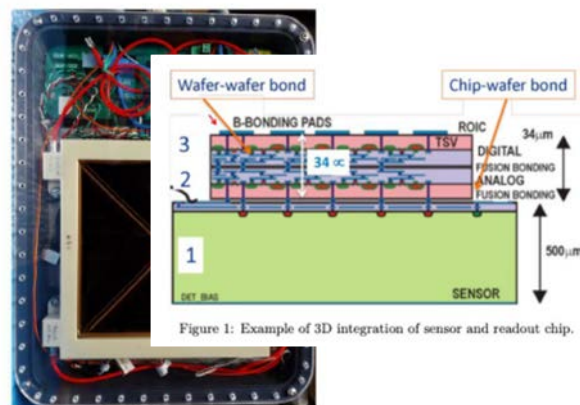 Wafer-wafer bond
Chip-wafer bond
B-BONDING PADS
ROIC
3
TSV
34µm
DIGITAL
34 ∝
FUSION BONDING
2
ANALOG
FUSION BONDING
1
500µm
DET BIAS
SENSOR
Figure 1: Example of 3D integration of sensor and readout chip.